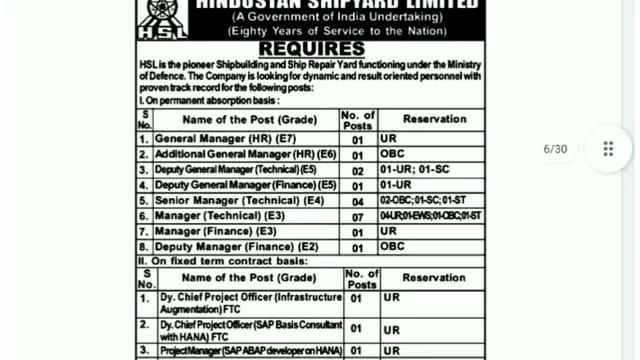 HINDUSTAN SHIPYARD LIMITED
(A Government of India Undertaking)
(Eighty Years of Service to the Nation)
HSL
REQUIRES
HSL is the pioneer Shipbuilding and Ship Repair Yard functioning under the Ministry
of Defence. The Company is looking for dynamic and result oriented personnel with
proven track record for the following posts:
I. On permanent absorption basis :
S No. Name of the Post (Grade) No. of Posts Reservation
1. General Manager (HR) (E7) 01 UR
2. Additional General Manager (HR) (E6) 01 OBC
3. Deputy General Manager (Technical) (E5) 02 01-UR; 01-SC
4. Deputy General Manager (Finance) (E5) 01 01-UR
5. Senior Manager (Technical) (E4) 04 02-OBC; 01-SC; 01-ST
6. Manager (Technical) (E3) 07 04-UR;01-EWS;01-OBC;01-ST
7. Manager (Finance) (E3) 01 UR
8. Deputy Manager (Finance) (E2) 01 OBC
II. On fixed term contract basis:
S No. Name of the Post (Grade) No. of Posts Reservation
1. Dy. Chief Project Officer (Infrastructure
Augmentation) FTC 01 UR
2. Dy. Chief Project Officer (SAP Basis Consultant
with HANA) FTC 01 UR
3. Project Manager (SAP ABAP developer on HANA) 01 UR
6/30